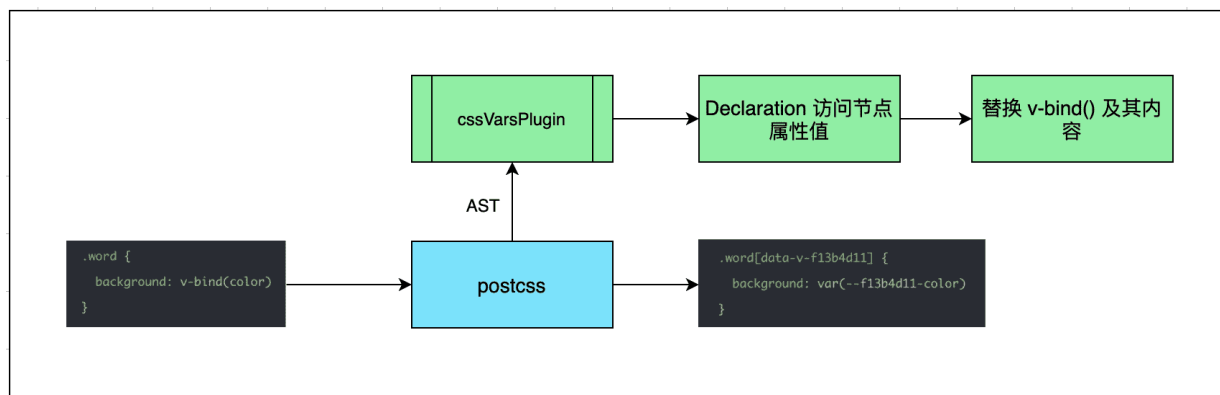 cssVarsPlugin
Declaration 访问节点
属性值
替换 v-bind() 及其内
容
AST
.word {
background: v-bind(color)
}
postcss
.word[data-v-f13b4d11] {
background: var(--f13b4d11-color)
}